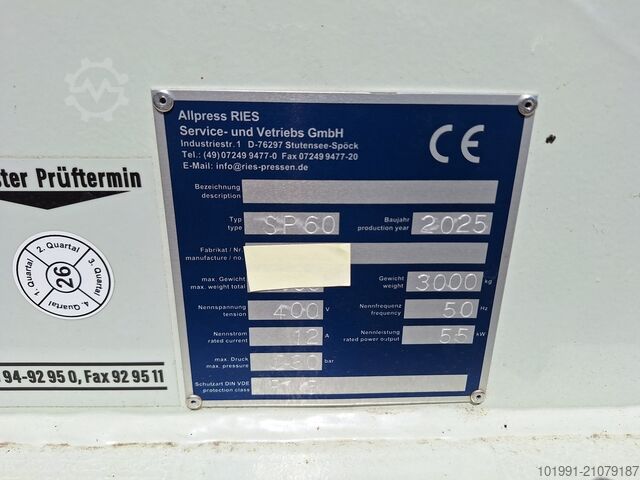 Allpress RIES
Service- und Vetriebs GmbH
Industriestr. 1 D-76297 Stutensee-Spöck
Tel.: (49) 07249 9477-0 Fax 07249 9477-20
E-Mail: info@ries-pressen.de
CE
Bezeichnung
description
Typ
type
SP 60
Baujahr
production year
2025
Fabrikat / Nr.
manufacture / no.
max. Gewicht
max. weight total
Gewicht
weight
3000 kg
Nennspannung
tension
400 V
Nennfrequenz
frequency
50 Hz
Nennstrom
rated current
12 A
Nennleistung
rated power output
55 kW
max. Druck
max. pressure
bar
Schutzart DIN VDE
protection class
ster Prüftermin
1. Quartal
2. Quartal
3. Quartal
4. Quartal
26
94-92 95 0, Fax 92 95 11
101991-21079187